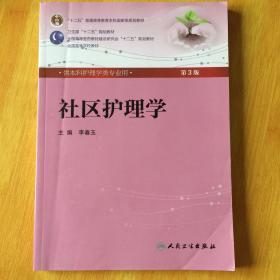 "十二五"普通高等教育本科国家级规划教材
卫生部"十二五"规划教材
全国高等医药教材建设研究会"十二五"规划教材
全国高等学校教材
供本科护理学类专业用
第3版
社区护理学
主编 李春玉
人民卫生出版社